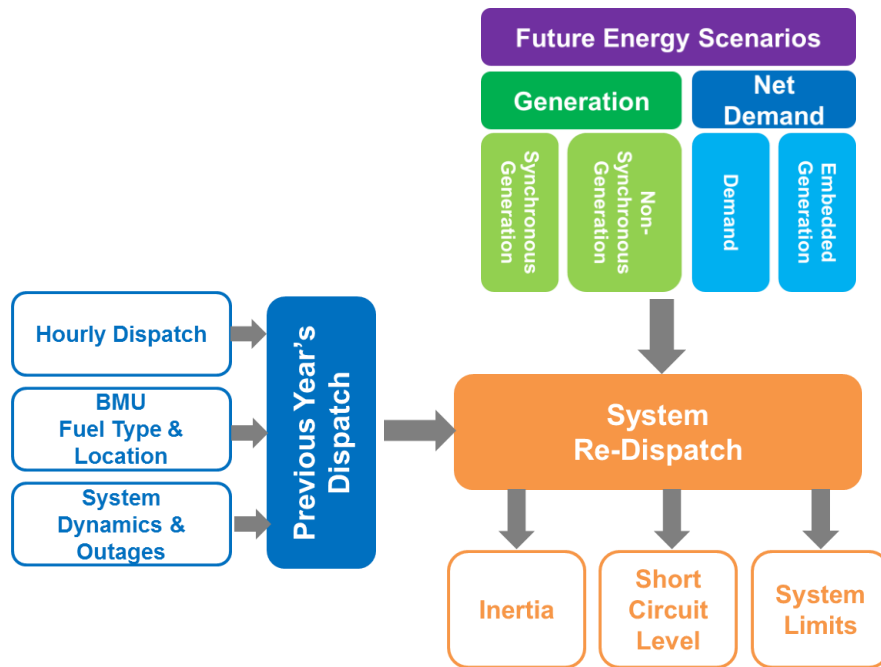 Future Energy Scenarios
Generation
Net
Demand
Synchronous
Generation
Non-
Synchronous
Generation
Demand
Embedded
Generation
Hourly Dispatch
BMU
Fuel Type &
Location
System
Dynamics &
Outages
Previous Year's
Dispatch
System
Re-Dispatch
Inertia
Short
Circuit
Level
System
Limits